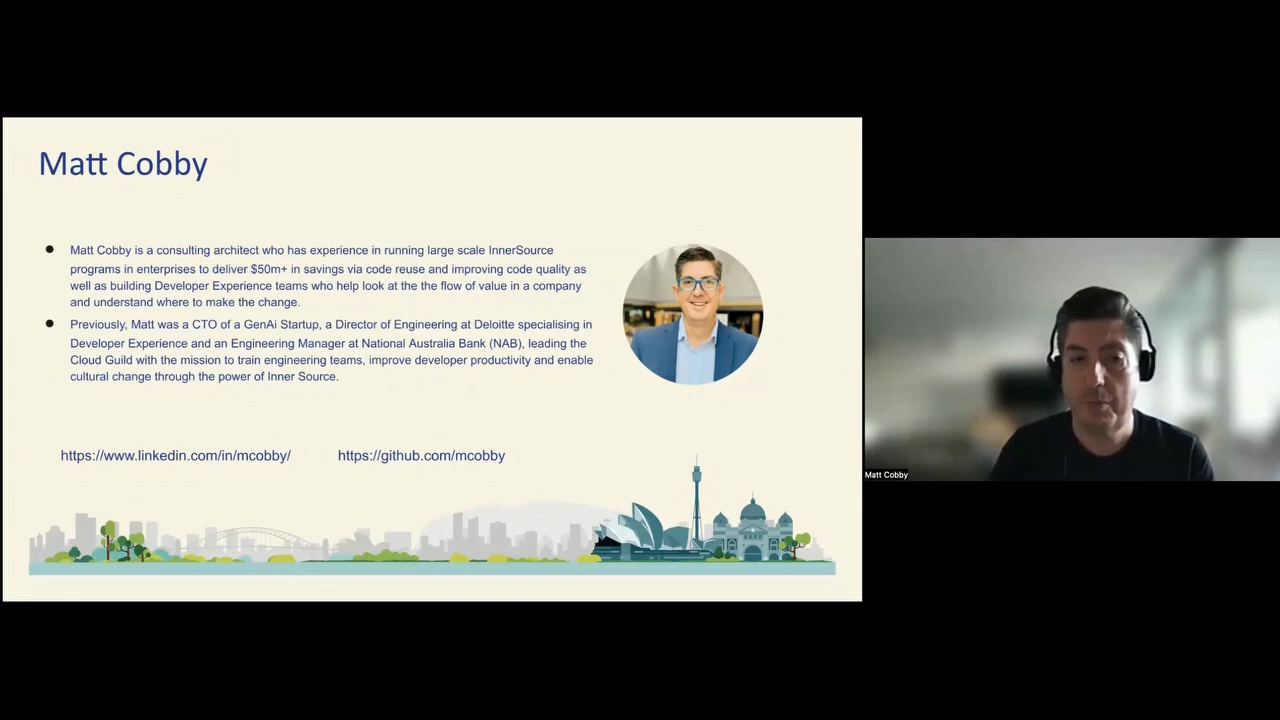 Matt Cobby
Matt Cobby is a consulting architect who has experience in running large scale InnerSource
programs in enterprises to deliver $50m+ in savings via code reuse and improving code quality as
well as building Developer Experience teams who help look at the the flow of value in a company
and understand where to make the change.
Previously, Matt was a CTO of a GenAi Startup, a Director of Engineering at Deloitte specialising in
Developer Experience and an Engineering Manager at National Australia Bank (NAB), leading the
Cloud Guild with the mission to train engineering teams, improve developer productivity and enable
cultural change through the power of Inner Source.
https://www.linkedin.com/in/mcobby/
https://github.com/mcobby
Matt Cobby